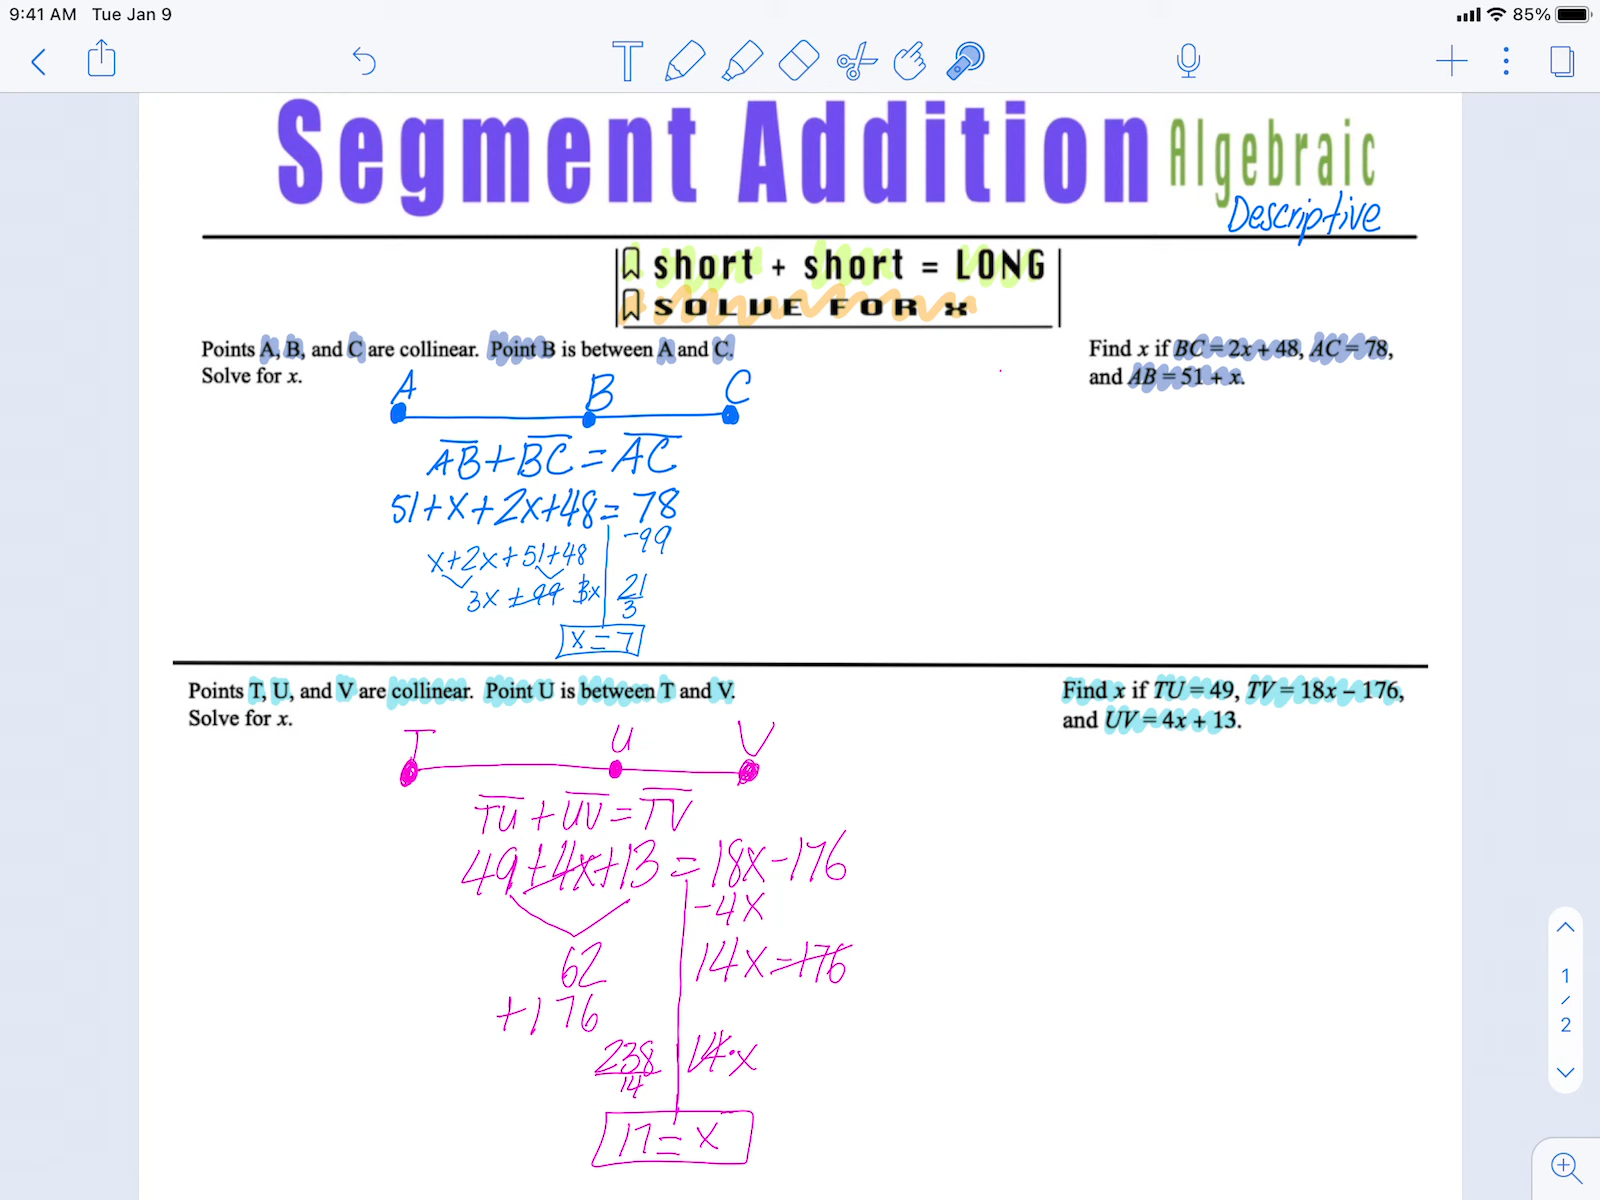 9:41 AM Tue Jan 9
85%
Segment Addition Algebraic
Descriptive
short + short = LONG
SOLVE FOR x
Points A, B, and C are collinear. Point B is between A and C.
Solve for x.
Find x if BC = 2x + 48, AC = 78,
and AB = 51 + x.
A B C
AB + BC = AC
51+x+2x+48 = 78
-99
x+2x+51+48
3x +99 3·x 21
3
x = 7
Points T, U, and V are collinear. Point U is between T and V.
Solve for x.
Find x if TU = 49, TV = 18x – 176,
and UV = 4x + 13.
T U V
TU + UV = TV
49+4x+13 = 18x-176
-4x
62 14x-176
+176
238 14·x
14
17 = x
1
/
2